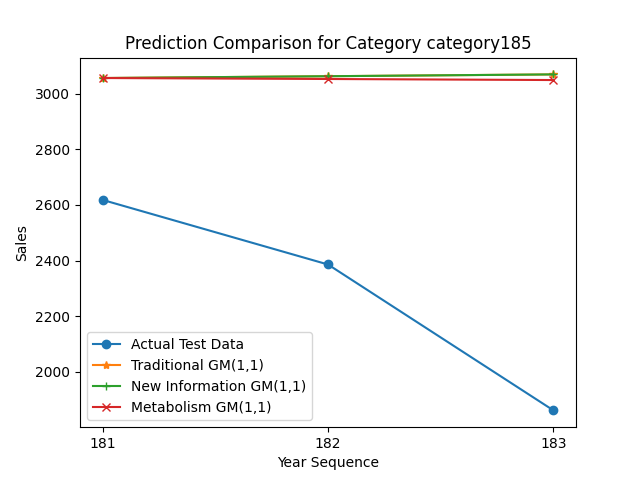 Prediction Comparison for Category category185
Sales
3000
2800
2600
2400
2200
2000
Actual Test Data
Traditional GM(1,1)
New Information GM(1,1)
Metabolism GM(1,1)
181
182
183
Year Sequence